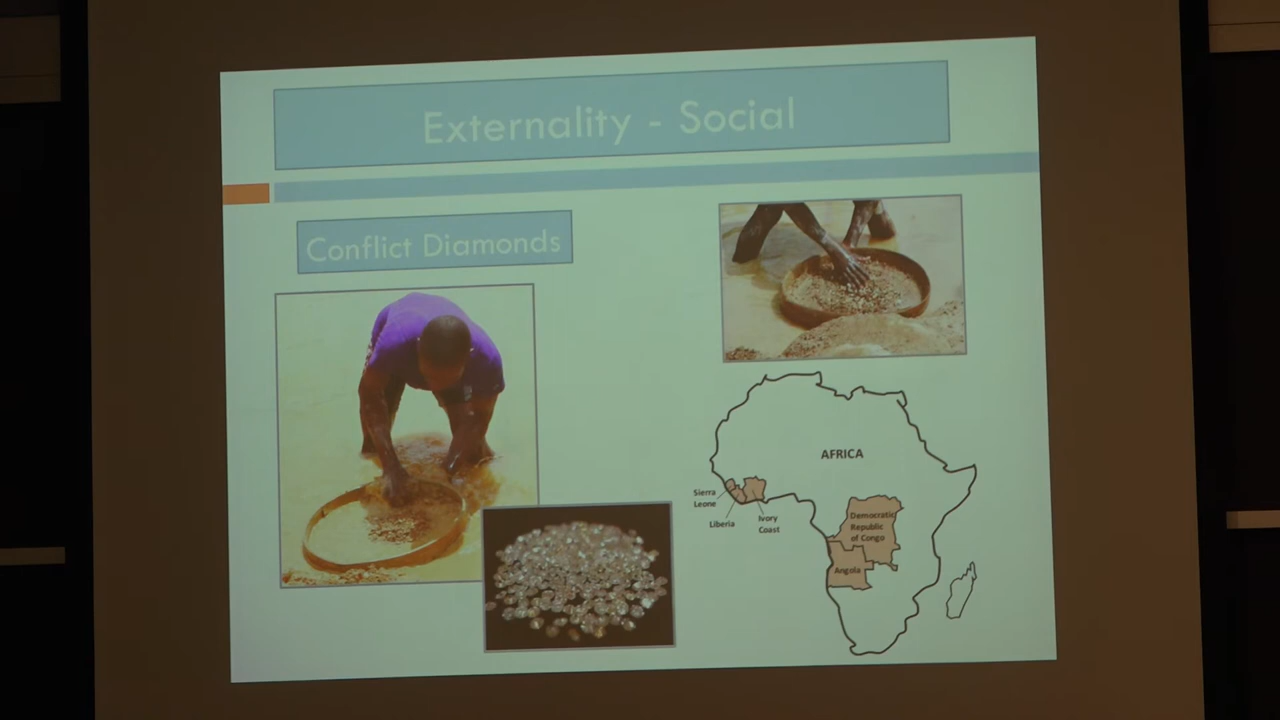 Externality - Social
Conflict Diamonds
AFRICA
Sierra
Leone
Liberia
Ivory
Coast
Democratic
Republic
of Congo
Angola